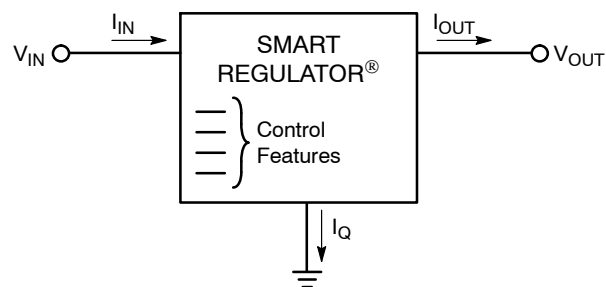 I_IN
I_OUT
V_IN
SMART
REGULATOR®
V_OUT
Control
Features
I_Q